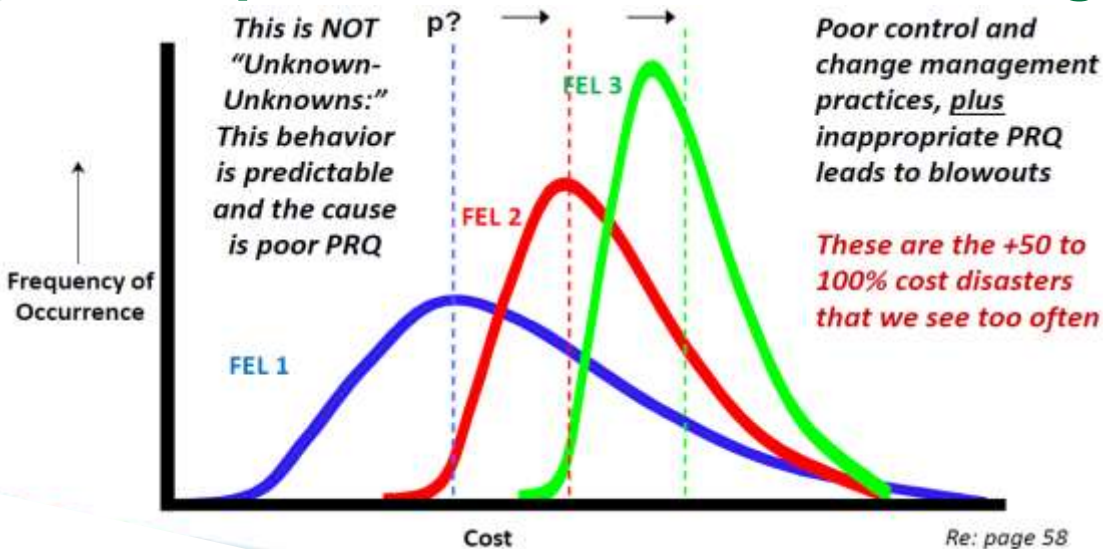 This is NOT
“Unknown-
Unknowns:”
This behavior
is predictable
and the cause
is poor PRQ
p?
Poor control and
change management
practices, plus
inappropriate PRQ
leads to blowouts
These are the +50 to
100% cost disasters
that we see too often
FEL 3
FEL 2
FEL 1
Frequency of
Occurrence
Cost
Re: page 58